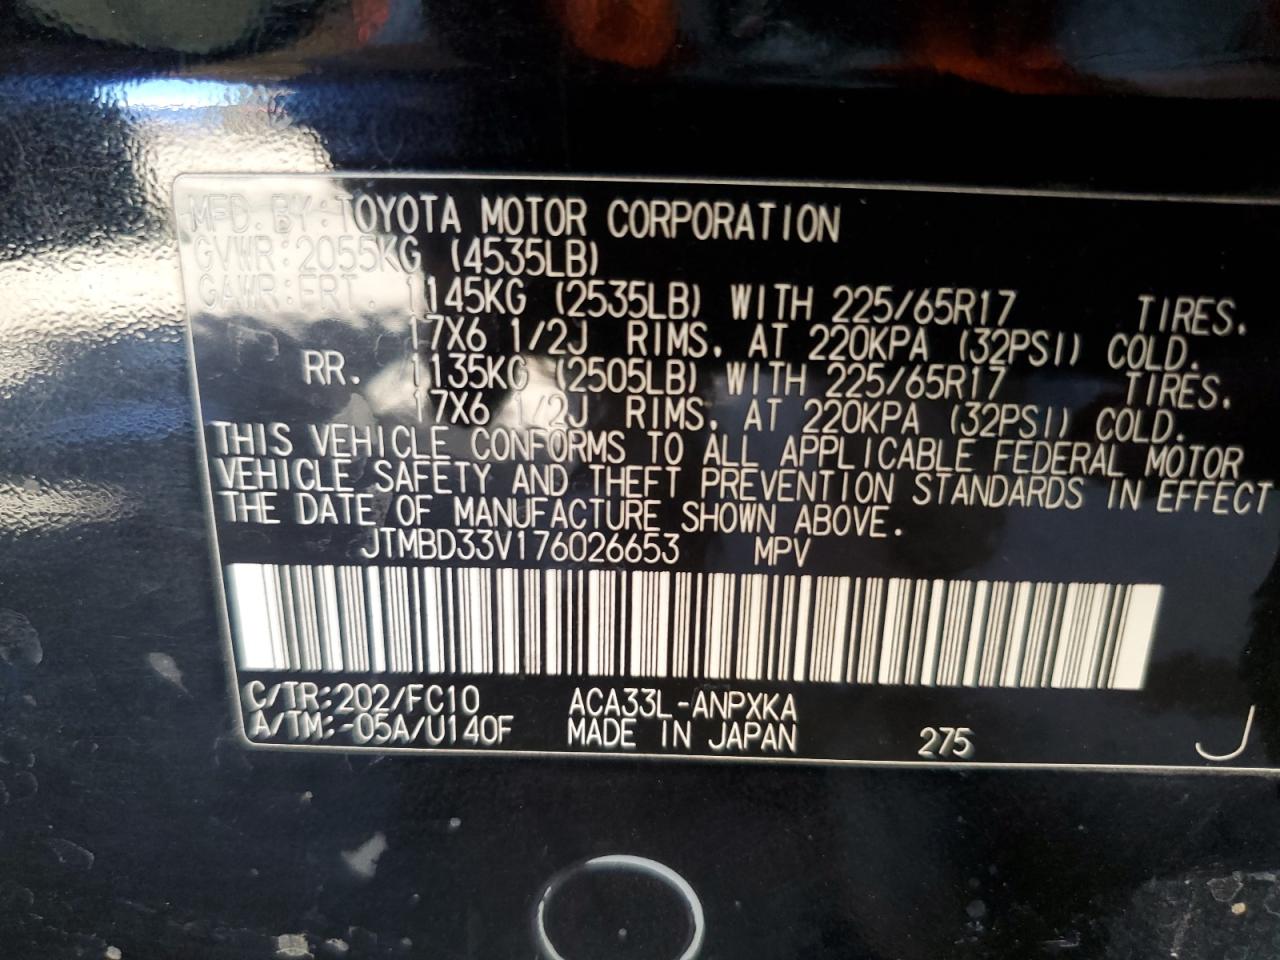 MFD. BY: TOYOTA MOTOR CORPORATION
GVWR: 2055KG (4535LB)
GAWR: FRT. 1145KG (2535LB) WITH 225/65R17 TIRES.
17X6 1/2J RIMS. AT 220KPA (32PSI) COLD.
RR. 1135KG (2505LB) WITH 225/65R17 TIRES.
17X6 1/2J RIMS. AT 220KPA (32PSI) COLD.
THIS VEHICLE CONFORMS TO ALL APPLICABLE FEDERAL MOTOR
VEHICLE SAFETY AND THEFT PREVENTION STANDARDS IN EFFECT
THE DATE OF MANUFACTURE SHOWN ABOVE.
JTMBD33V176026653 MPV
C/TR:202/FC10 ACA33L-ANPXKA
A/TM:-05A/U140F MADE IN JAPAN 275 J